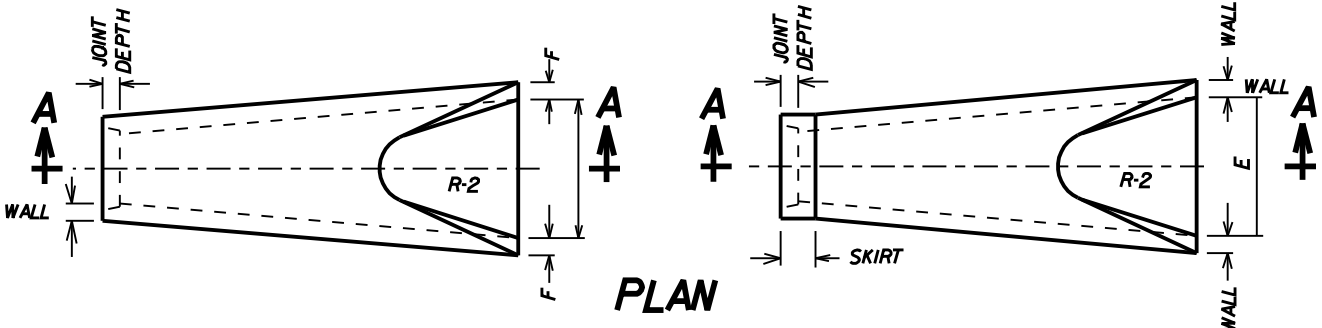 JOINT
DEPTH
F
A
A
R-2
WALL
F
JOINT
DEPTH
WALL
WALL
A
A
E
R-2
SKIRT
WALL
PLAN